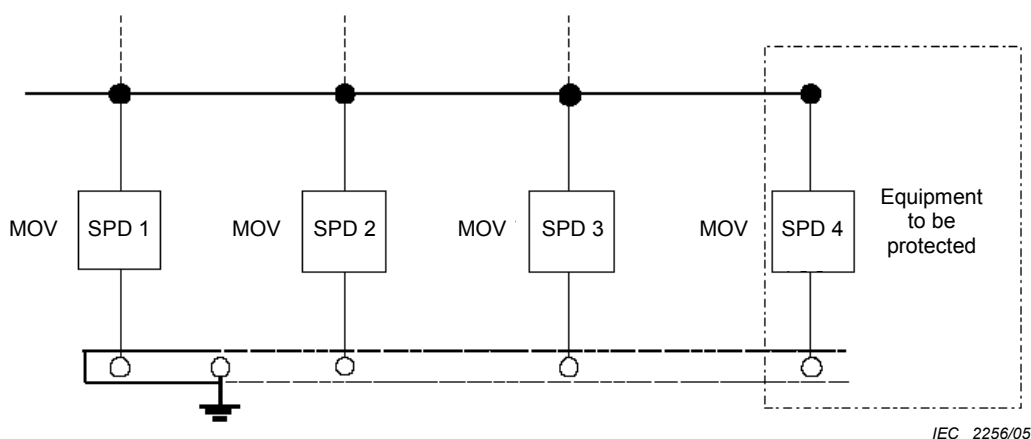 MOV SPD 1 MOV SPD 2 MOV SPD 3 MOV SPD 4
Equipment
to be
protected
IEC 2256/05